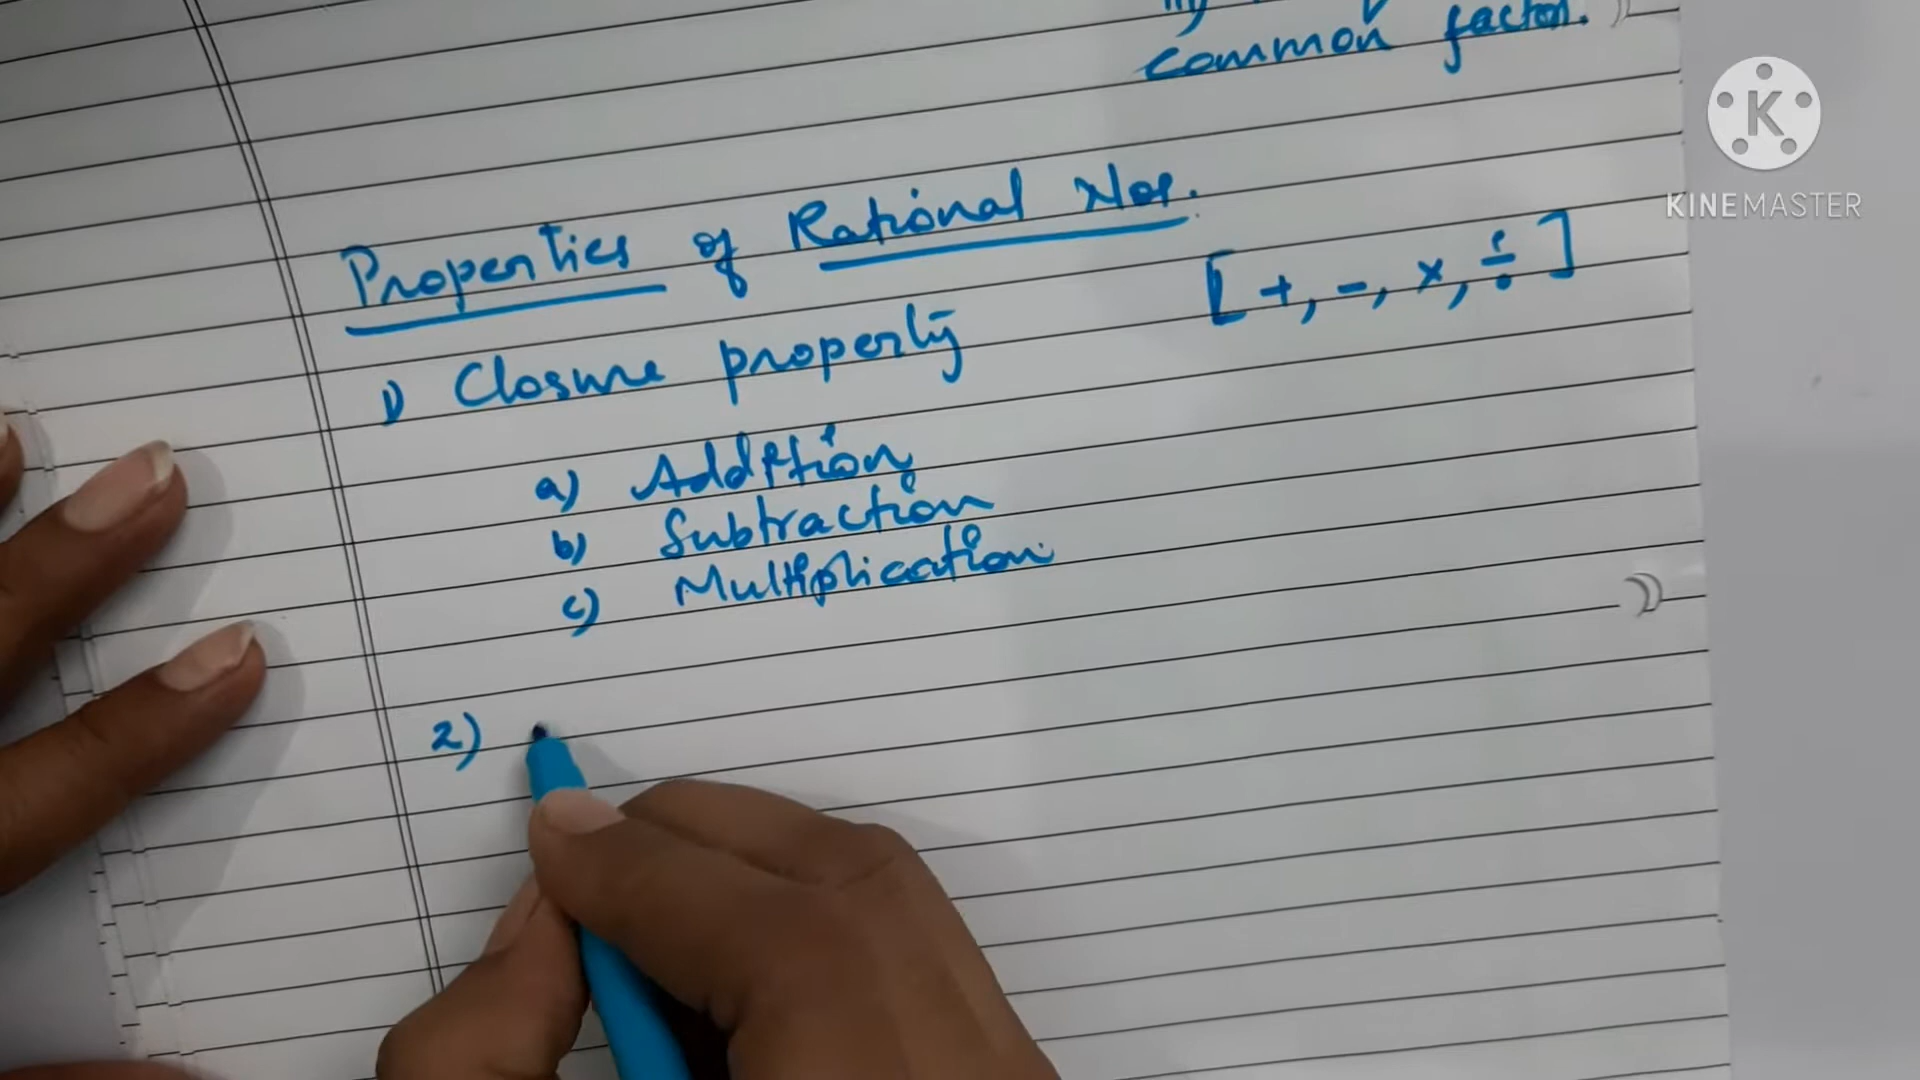 common factor.
Properties of Rational Nos.
[+, -, ×, ÷]
1) Closure property
a) Addition
b) Subtraction
c) Multiplication
2)
K
KINEMASTER